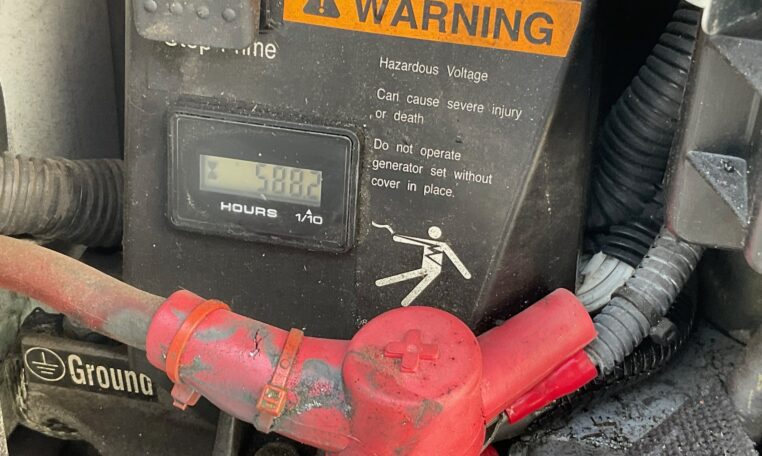 WARNING
Stop Prime
Hazardous Voltage
Can cause severe injury
or death
Do not operate
generator set without
cover in place.
5882
HOURS 1/10
Ground